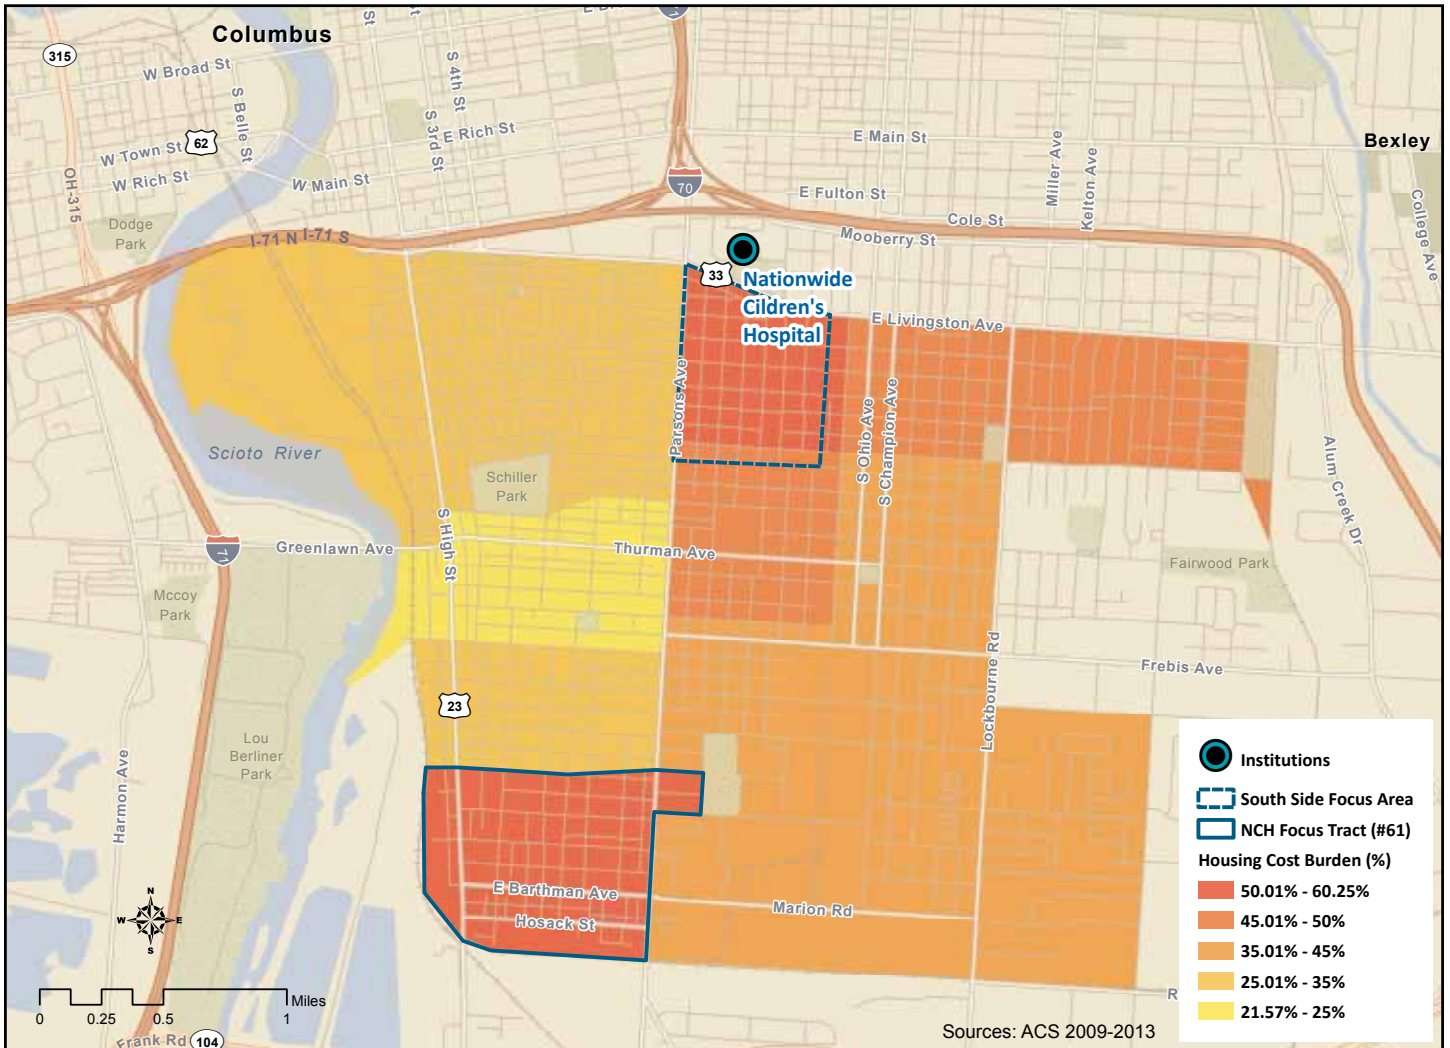 Columbus
315
W Broad St
S Belle St
S 4th St
S 3rd St
St
St
E Rich St
E Main St
Bexley
62
W Town St
W Rich St
W Main St
OH-315
70
E Fulton St
Miller Ave
Kelton Ave
Cole St
Mooberry St
College Ave
Dodge
Park
I-71 N
I-71 S
33
Nationwide
Cildren's
Hospital
E Livingston Ave
Parsons Ave
S Ohio Ave
S Champion Ave
Scioto River
Schiller
Park
Alum Creek Dr
71
Greenlawn Ave
S High St
Thurman Ave
Fairwood Park
Mccoy
Park
Lockbourne Rd
Frebis Ave
23
Lou
Berliner
Park
Harmon Ave
E Barthman Ave
Hosack St
Marion Rd
R
N
W
E
S
Miles
0
0.25
0.5
1
Frank Rd
104
Sources: ACS 2009-2013
Institutions
South Side Focus Area
NCH Focus Tract (#61)
Housing Cost Burden (%)
50.01% - 60.25%
45.01% - 50%
35.01% - 45%
25.01% - 35%
21.57% - 25%